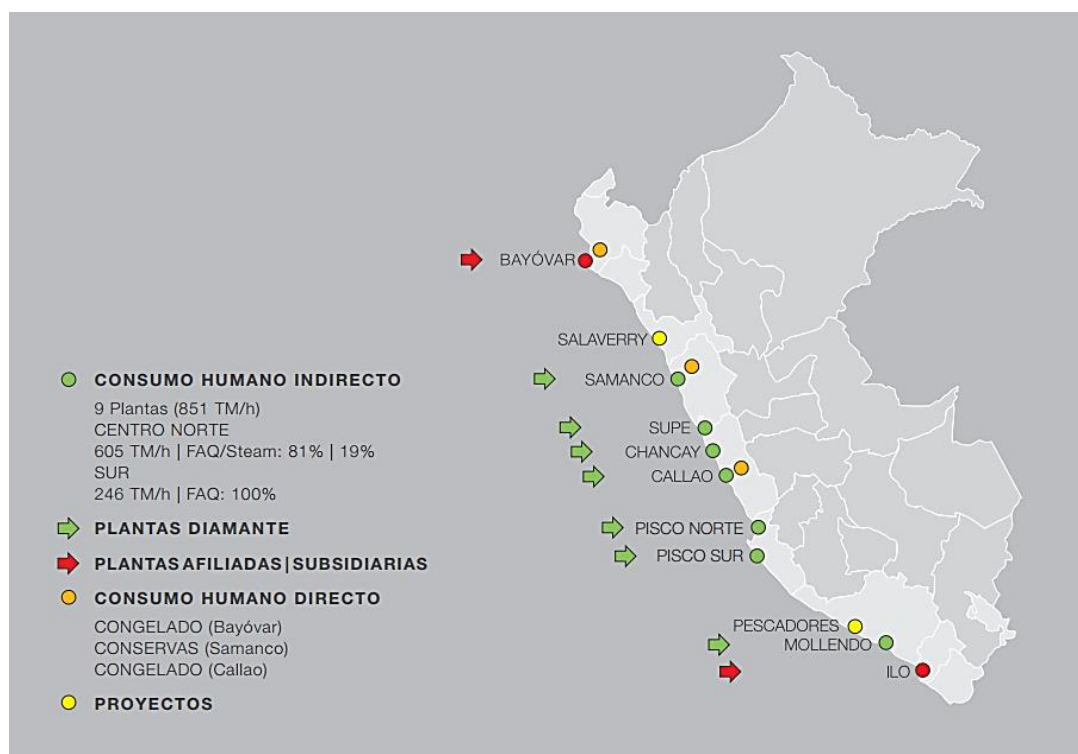 BAYÓVAR
SALAVERRY
SAMANCO
SUPE
CHANCAY
CALLAO
PISCO NORTE
PISCO SUR
PESCADORES
MOLLENDO
ILO
CONSUMO HUMANO INDIRECTO
9 Plantas (851 TM/h)
CENTRO NORTE
605 TM/h | FAQ/Steam: 81% | 19%
SUR
246 TM/h | FAQ: 100%
PLANTAS DIAMANTE
PLANTAS AFILIADAS|SUBSIDIARIAS
CONSUMO HUMANO DIRECTO
CONGELADO (Bayóvar)
CONSERVAS (Samanco)
CONGELADO (Callao)
PROYECTOS